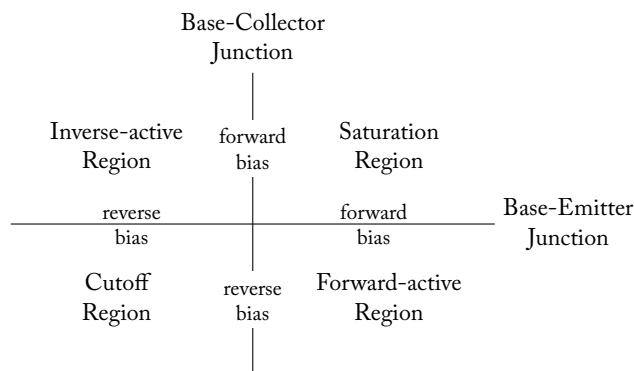 Base-Collector
Junction
Inverse-active
Region
forward
bias
Saturation
Region
reverse
bias
forward
bias
Base-Emitter
Junction
Cutoff
Region
reverse
bias
Forward-active
Region